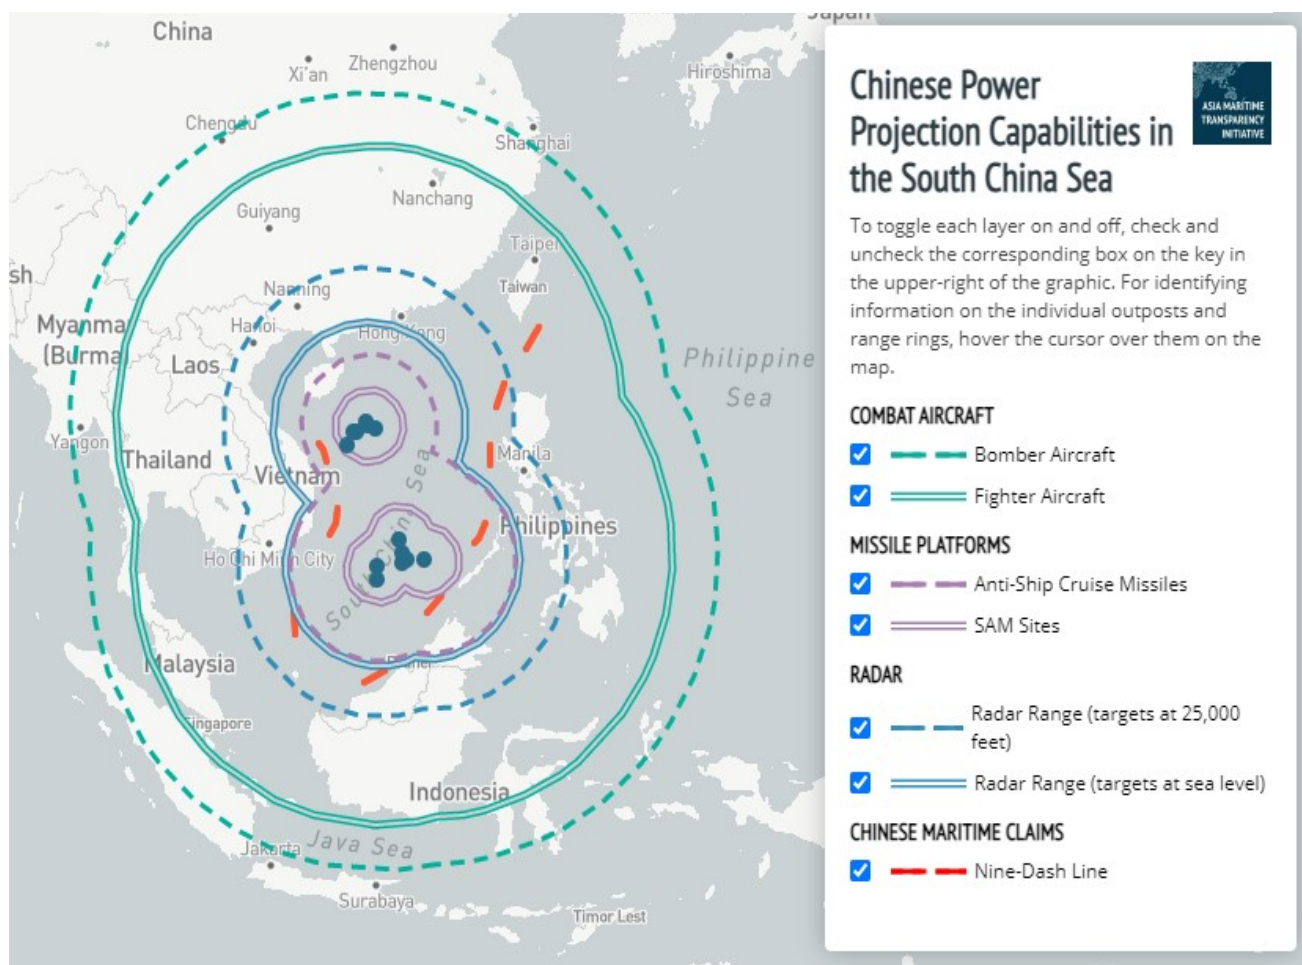 China
Japan
Xi'an
Zhengzhou
Hiroshima
Chengdu
Shanghai
Nanchang
Guiyang
Taipei
sh
Nanning
Taiwan
Myanma
(Burma)
Hanoi
Hong Kong
Laos
Philippine
Sea
Yangon
Thailand
Manila
Vietnam
South China Sea
Philippines
Ho Chi Minh City
Malaysia
Brunei
Singapore
Indonesia
Java Sea
Jakarta
Surabaya
Timor Lest
Chinese Power
Projection Capabilities in
the South China Sea
ASIA MARITIME
TRANSPARENCY
INITIATIVE
To toggle each layer on and off, check and
uncheck the corresponding box on the key in
the upper-right of the graphic. For identifying
information on the individual outposts and
range rings, hover the cursor over them on the
map.
COMBAT AIRCRAFT
Bomber Aircraft
Fighter Aircraft
MISSILE PLATFORMS
Anti-Ship Cruise Missiles
SAM Sites
RADAR
Radar Range (targets at 25,000
feet)
Radar Range (targets at sea level)
CHINESE MARITIME CLAIMS
Nine-Dash Line